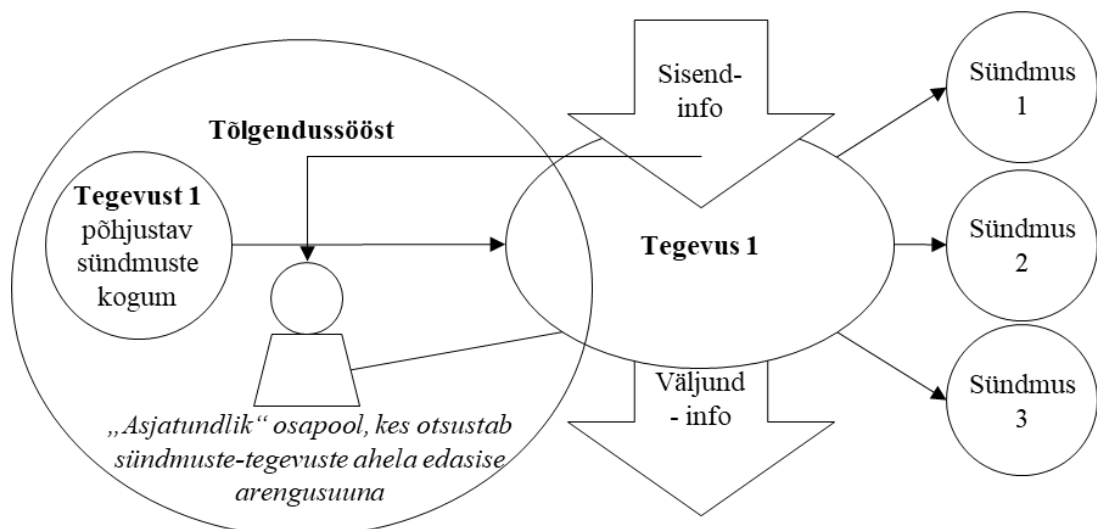 Tõlgendussööst
Tegevust 1
põhjustav
sündmuste
kogum
„Asjatundlik“ osapool, kes otsustab
sündmuste-tegevuste ahela edasise
arengusuuna
Sisend-
info
Tegevus 1
Väljund
- info
Sündmus
1
Sündmus
2
Sündmus
3